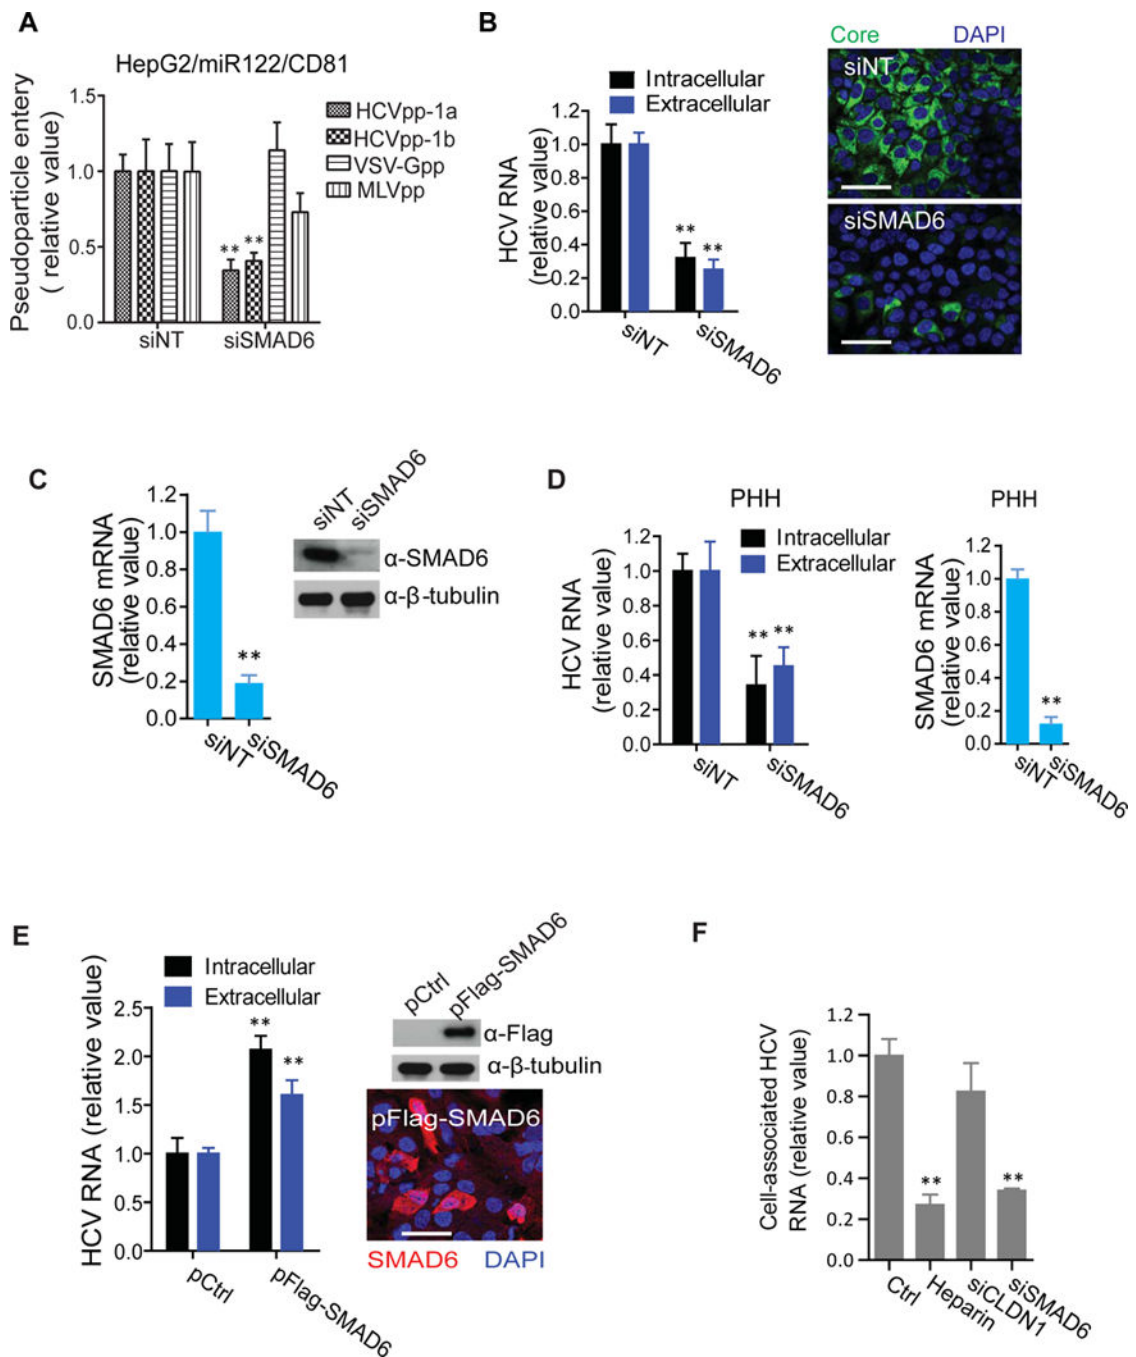 A
HepG2/miR122/CD81
Pseudoparticle entery
( relative value)
1.5
1.0
0.5
0.0
HCVpp-1a
HCVpp-1b
VSV-Gpp
MLVpp
** **
siNT siSMAD6
B
Intracellular
Extracellular
HCV RNA
(relative value)
1.2
1.0
0.8
0.6
0.4
0.2
0.0
** **
siNT siSMAD6
Core DAPI
siNT
siSMAD6
C
SMAD6 mRNA
(relative value)
1.2
1.0
0.8
0.6
0.4
0.2
0.0
**
siNT siSMAD6
siNT siSMAD6
α-SMAD6
α-β-tubulin
D
PHH
Intracellular
Extracellular
HCV RNA
(relative value)
1.2
1.0
0.8
0.6
0.4
0.2
0.0
** **
siNT siSMAD6
PHH
SMAD6 mRNA
(relative value)
1.2
1.0
0.8
0.6
0.4
0.2
0.0
**
siNT siSMAD6
E
Intracellular
Extracellular
HCV RNA (relative value)
2.5
2.0
1.5
1.0
0.5
0.0
** **
pCtrl pFlag-SMAD6
pCtrl pFlag-SMAD6
α-Flag
α-β-tubulin
pFlag-SMAD6
SMAD6 DAPI
F
Cell-associated HCV
RNA (relative value)
1.2
1.0
0.8
0.6
0.4
0.2
0.0
** **
Ctrl Heparin siCLDN1 siSMAD6